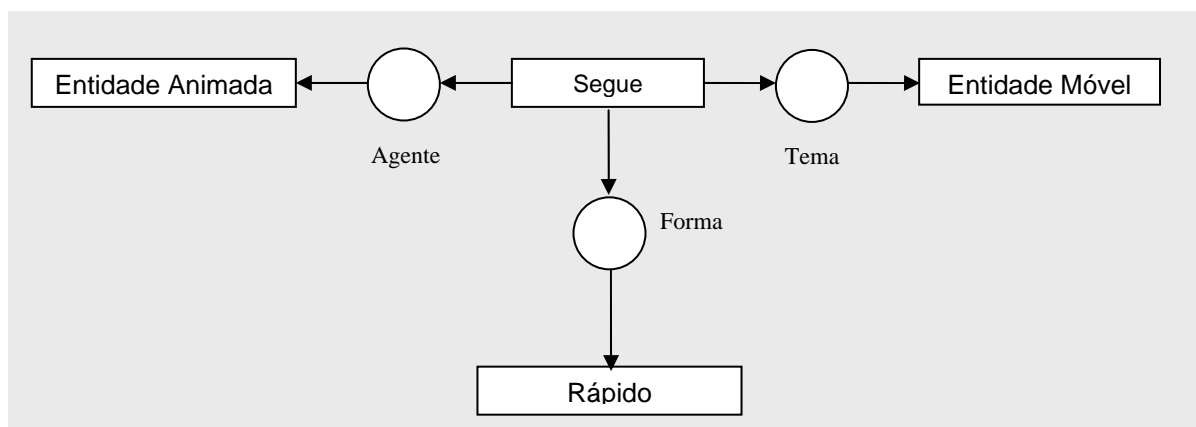 Entidade Animada
Segue
Entidade Móvel
Agente
Tema
Forma
Rápido